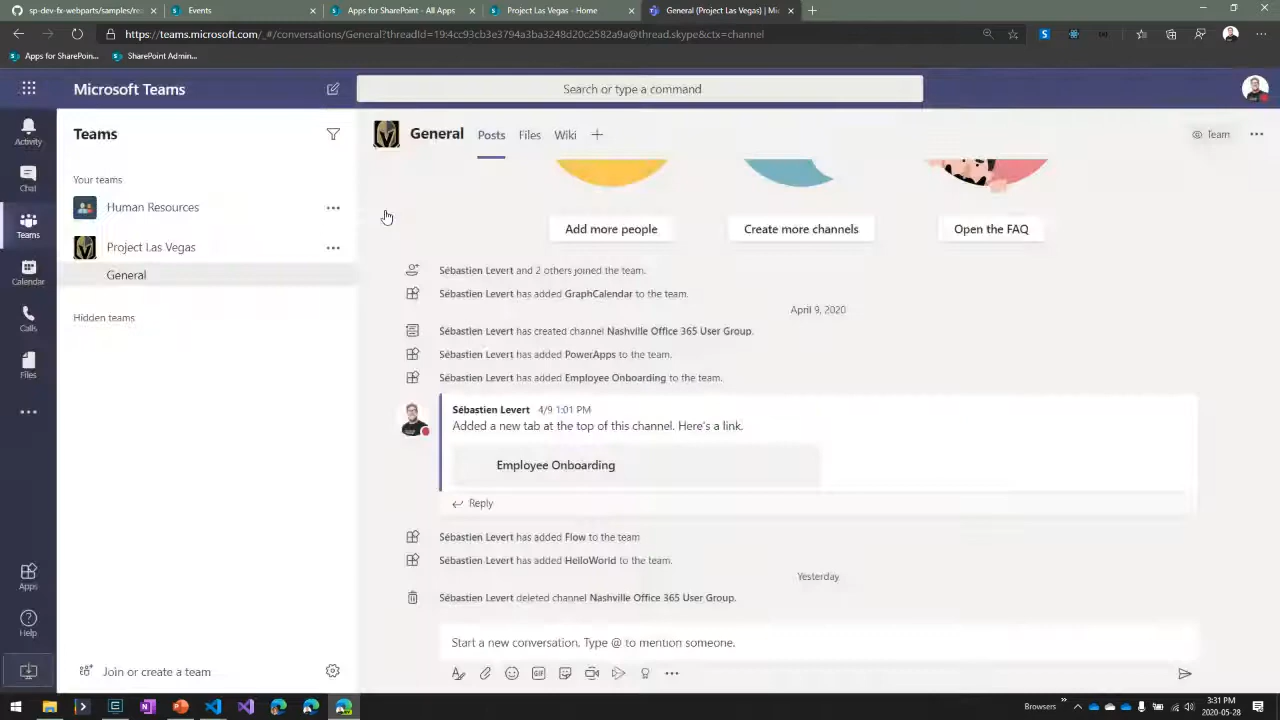 sp-dev-fx-webparts/samples/rea
Events
Apps for SharePoint - All Apps
Project Las Vegas - Home
General (Project Las Vegas) | Mic
https://teams.microsoft.com/_#/conversations/General?threadId=19:4cc93cb3e3794a3ba3248d20c2582a9a@thread.skype&ctx=channel
Apps for SharePoin...
SharePoint Admin...
Microsoft Teams
Search or type a command
Activity
Chat
Teams
Calendar
Calls
Files
Apps
Help
Teams
Your teams
Human Resources
Project Las Vegas
General
Hidden teams
Join or create a team
General
Posts
Files
Wiki
Team
Add more people
Create more channels
Open the FAQ
Sébastien Levert and 2 others joined the team.
Sébastien Levert has added GraphCalendar to the team.
April 9, 2020
Sébastien Levert has created channel Nashville Office 365 User Group.
Sébastien Levert has added PowerApps to the team.
Sébastien Levert has added Employee Onboarding to the team.
Sébastien Levert 4/9 1:01 PM
Added a new tab at the top of this channel. Here's a link.
Employee Onboarding
Reply
Sébastien Levert has added Flow to the team
Sébastien Levert has added HelloWorld to the team.
Yesterday
Sébastien Levert deleted channel Nashville Office 365 User Group.
Start a new conversation. Type @ to mention someone.
GIF
Browsers
3:31 PM
2020-05-28